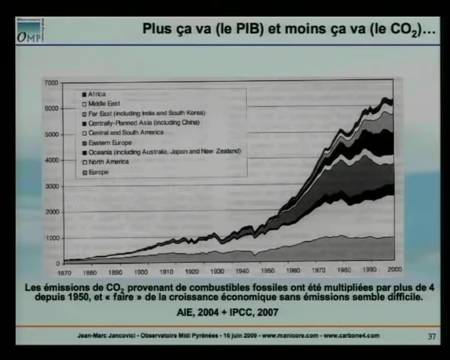 OMP
Plus ça va (le PIB) et moins ça va (le CO2)…
7000
Africa
Middle East
Far East (including India and South Korea)
Centrally-Planned Asia (including China)
Central and South America
Eastern Europe
Oceania (including Australia, Japan and New Zealand)
North America
Europe
4000
3000
2000
1000
0
1870 1880 1890 1900 1910 1920 1930 1940 1950 1960 1970 1980 1990 2000
Les émissions de CO2 provenant de combustibles fossiles ont été multipliées par plus de 4
depuis 1950, et « faire » de la croissance économique sans émissions semble difficile.
AIE, 2004 + IPCC, 2007
Jean-Marc Jancovici - Observatoire Midi Pyrénées - 16 juin 2009 - www.manicore.com - www.carbone4.com 37